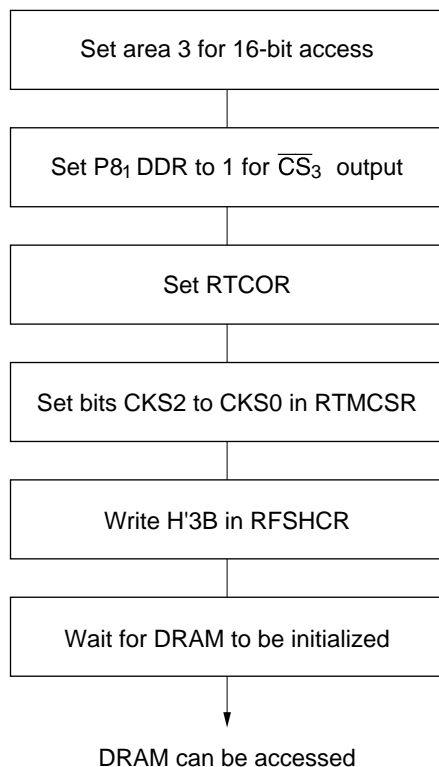 Set area 3 for 16-bit access
Set P8₁ DDR to 1 for C̅S̅₃ output
Set RTCOR
Set bits CKS2 to CKS0 in RTMCSR
Write H'3B in RFSHCR
Wait for DRAM to be initialized
DRAM can be accessed